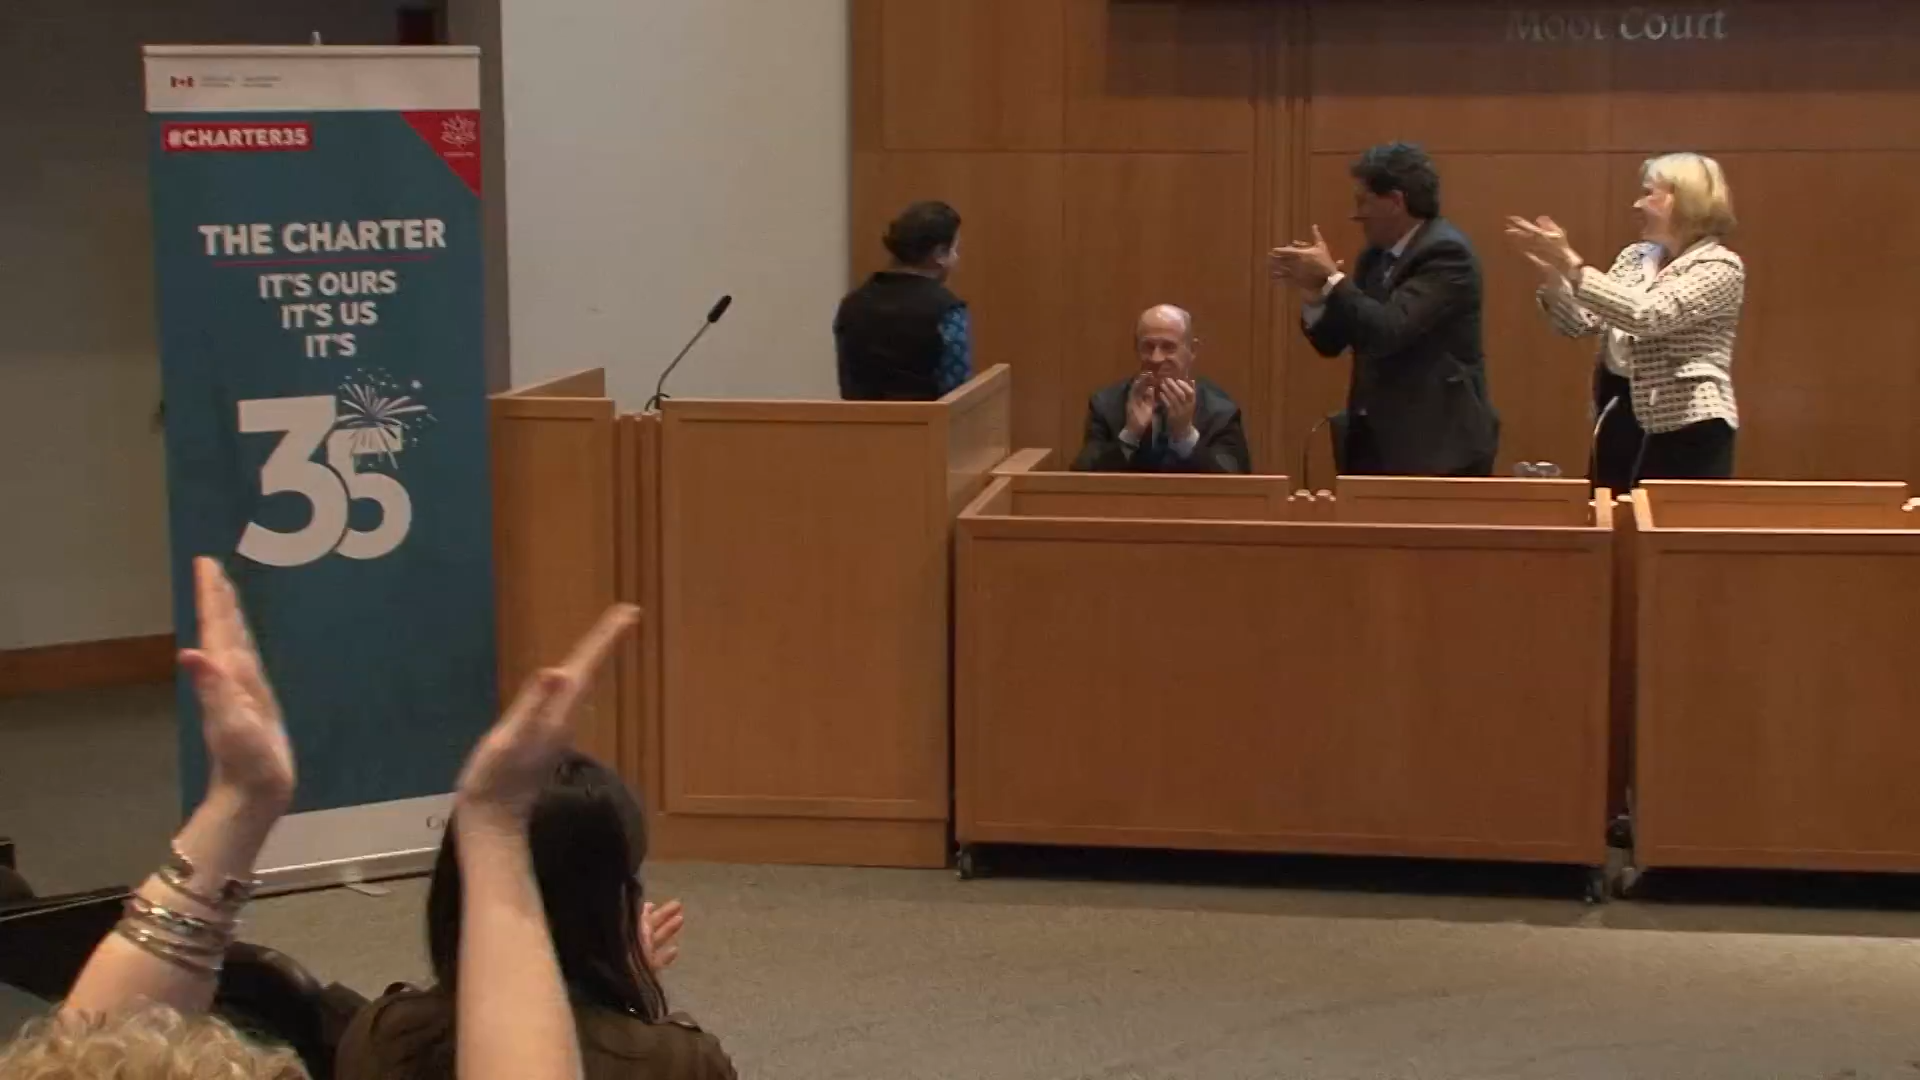 Moot Court
#CHARTER35
THE CHARTER
IT'S OURS
IT'S US
IT'S
35